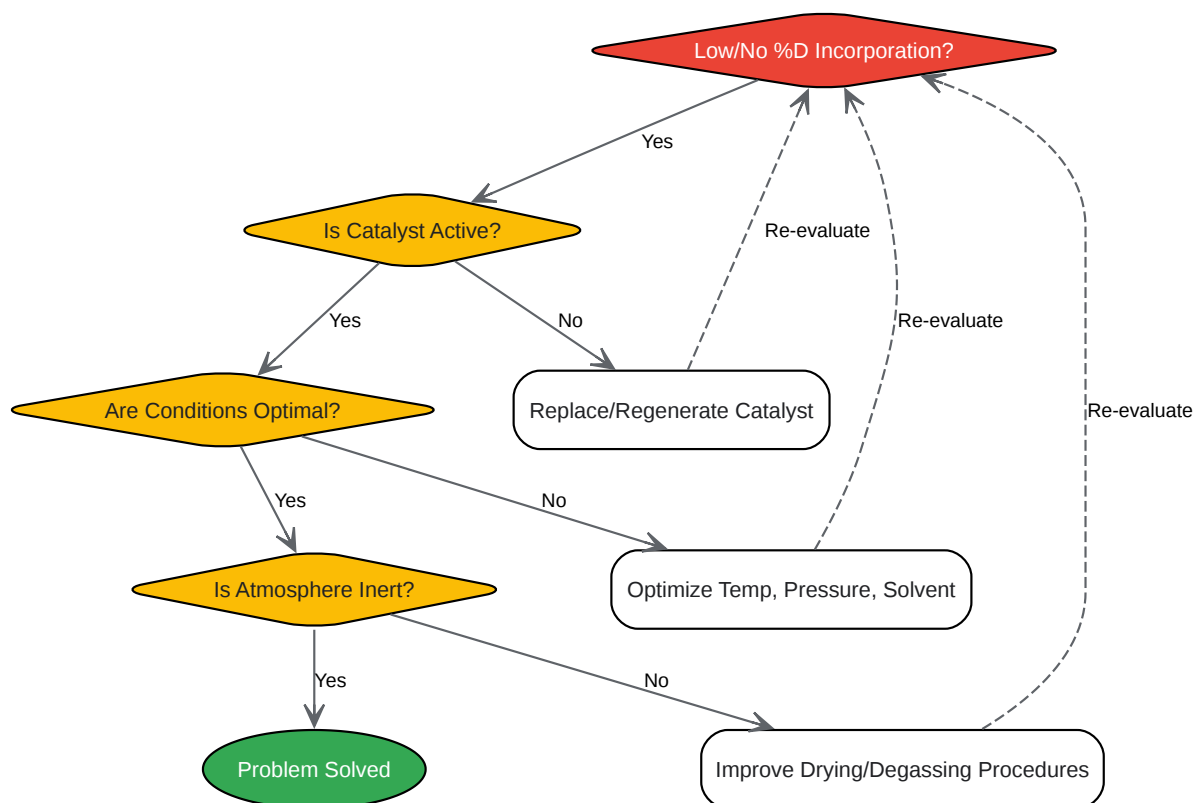 Low/No %D Incorporation?
Yes
Is Catalyst Active?
Re-evaluate
Yes
No
Re-evaluate
Are Conditions Optimal?
Replace/Regenerate Catalyst
Re-evaluate
Yes
No
Is Atmosphere Inert?
Optimize Temp, Pressure, Solvent
Yes
No
Problem Solved
Improve Drying/Degassing Procedures